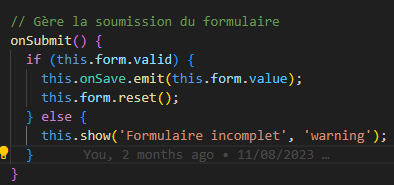 // Gère la soumission du formulaire
onSubmit() {
if (this.form.valid) {
this.onSave.emit(this.form.value);
this.form.reset();
} else {
this.show('Formulaire incomplet', 'warning');
} You, 2 months ago • 11/08/2023 …
}